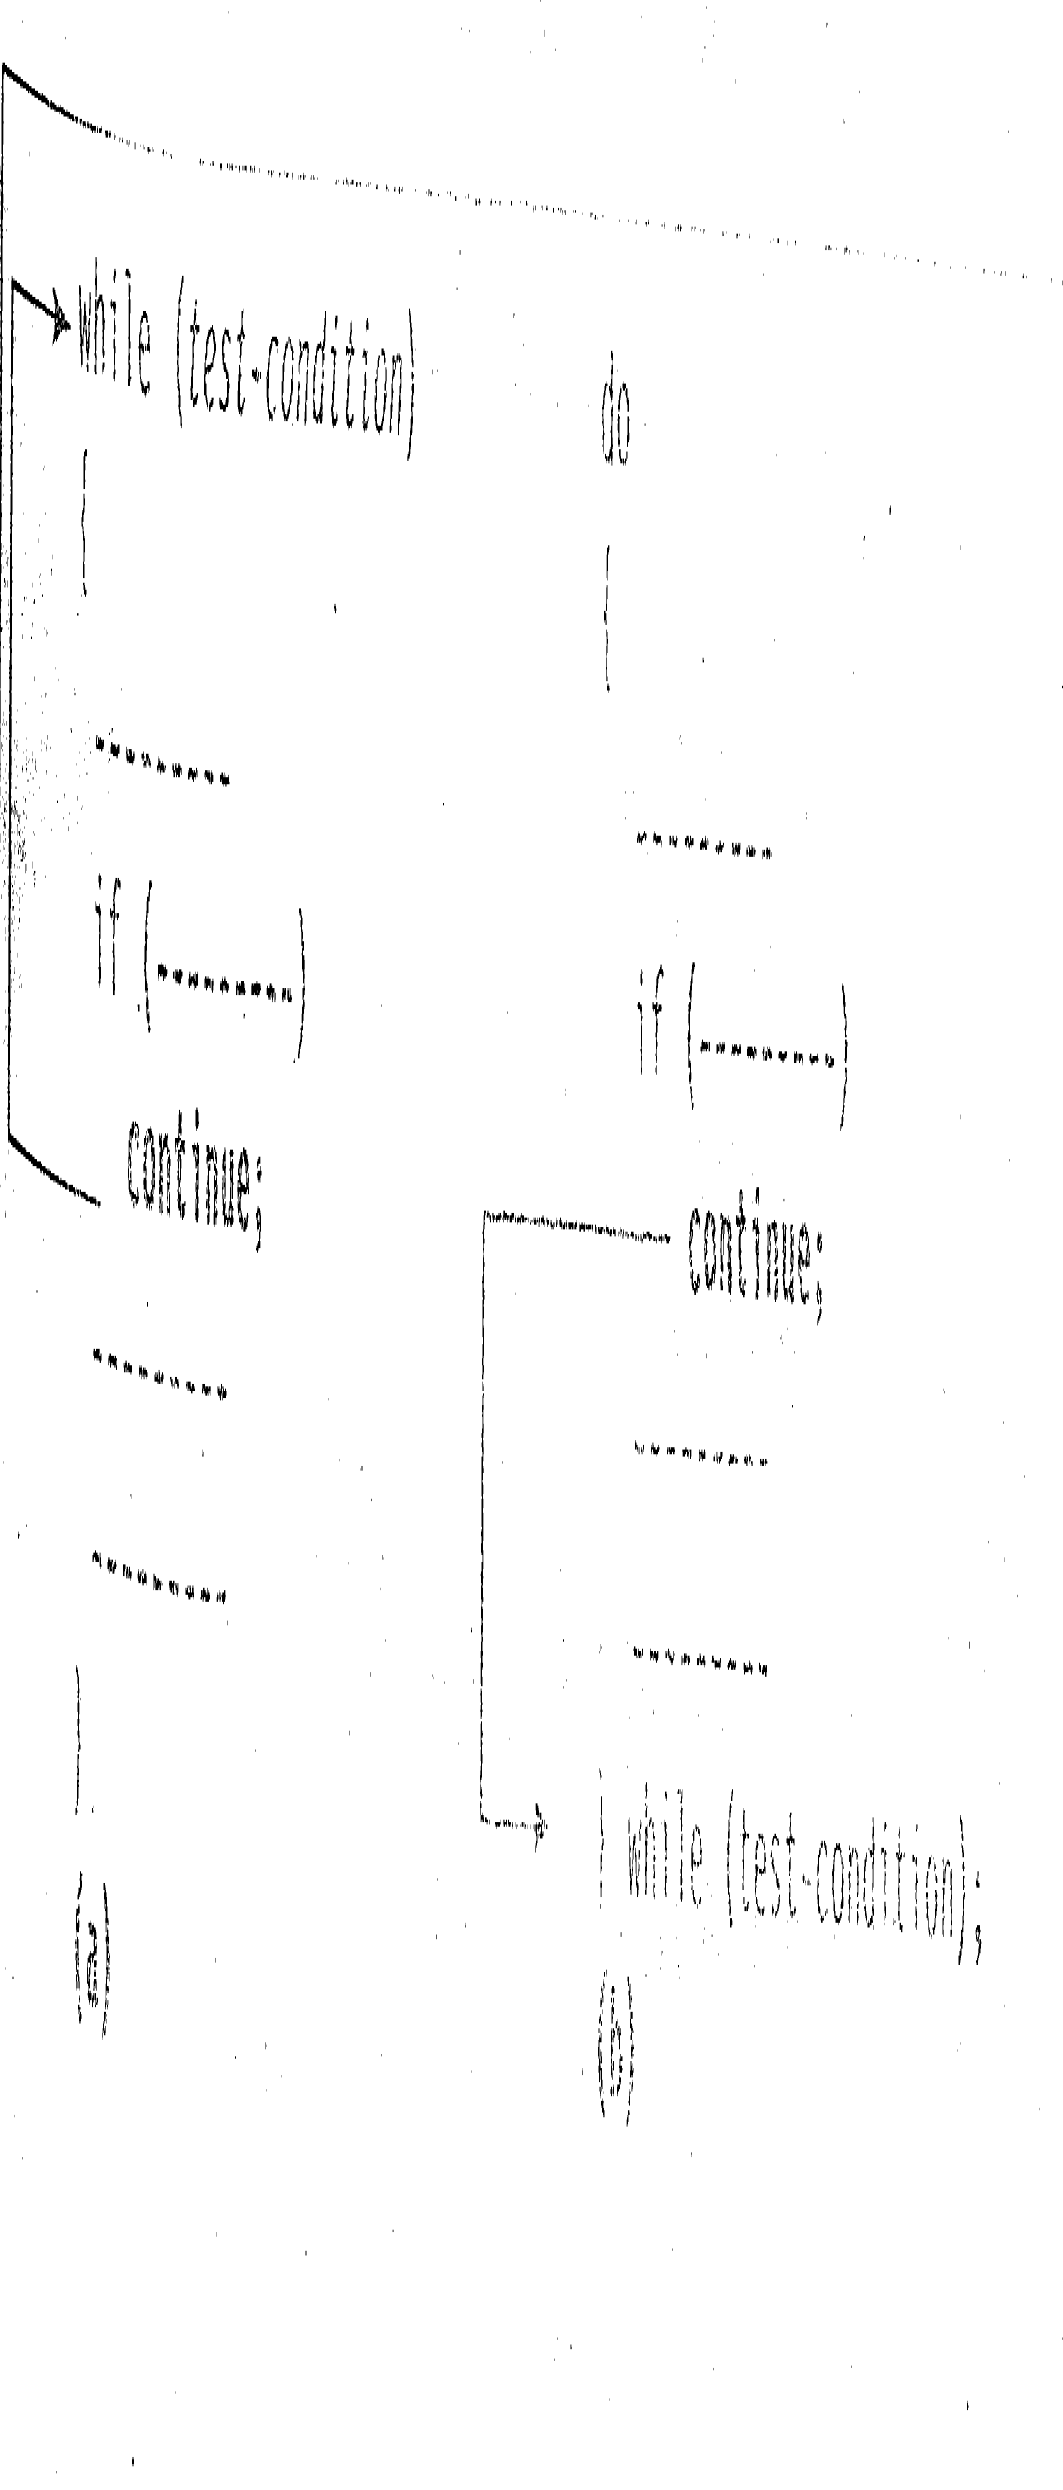 while (test-condition)
{
--------
if (---------)
continue;
--------
--------
}
(a)
do
{
--------
if (---------)
continue;
--------
--------
} while (test-condition);
(b)